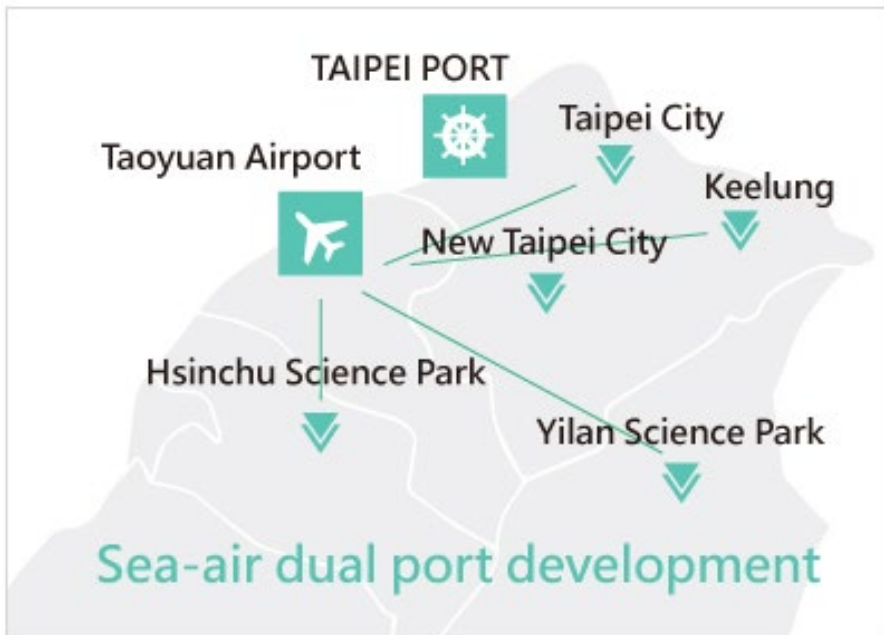 TAIPEI PORT
Taipei City
Taoyuan Airport
Keelung
New Taipei City
Hsinchu Science Park
Yilan Science Park
Sea-air dual port development